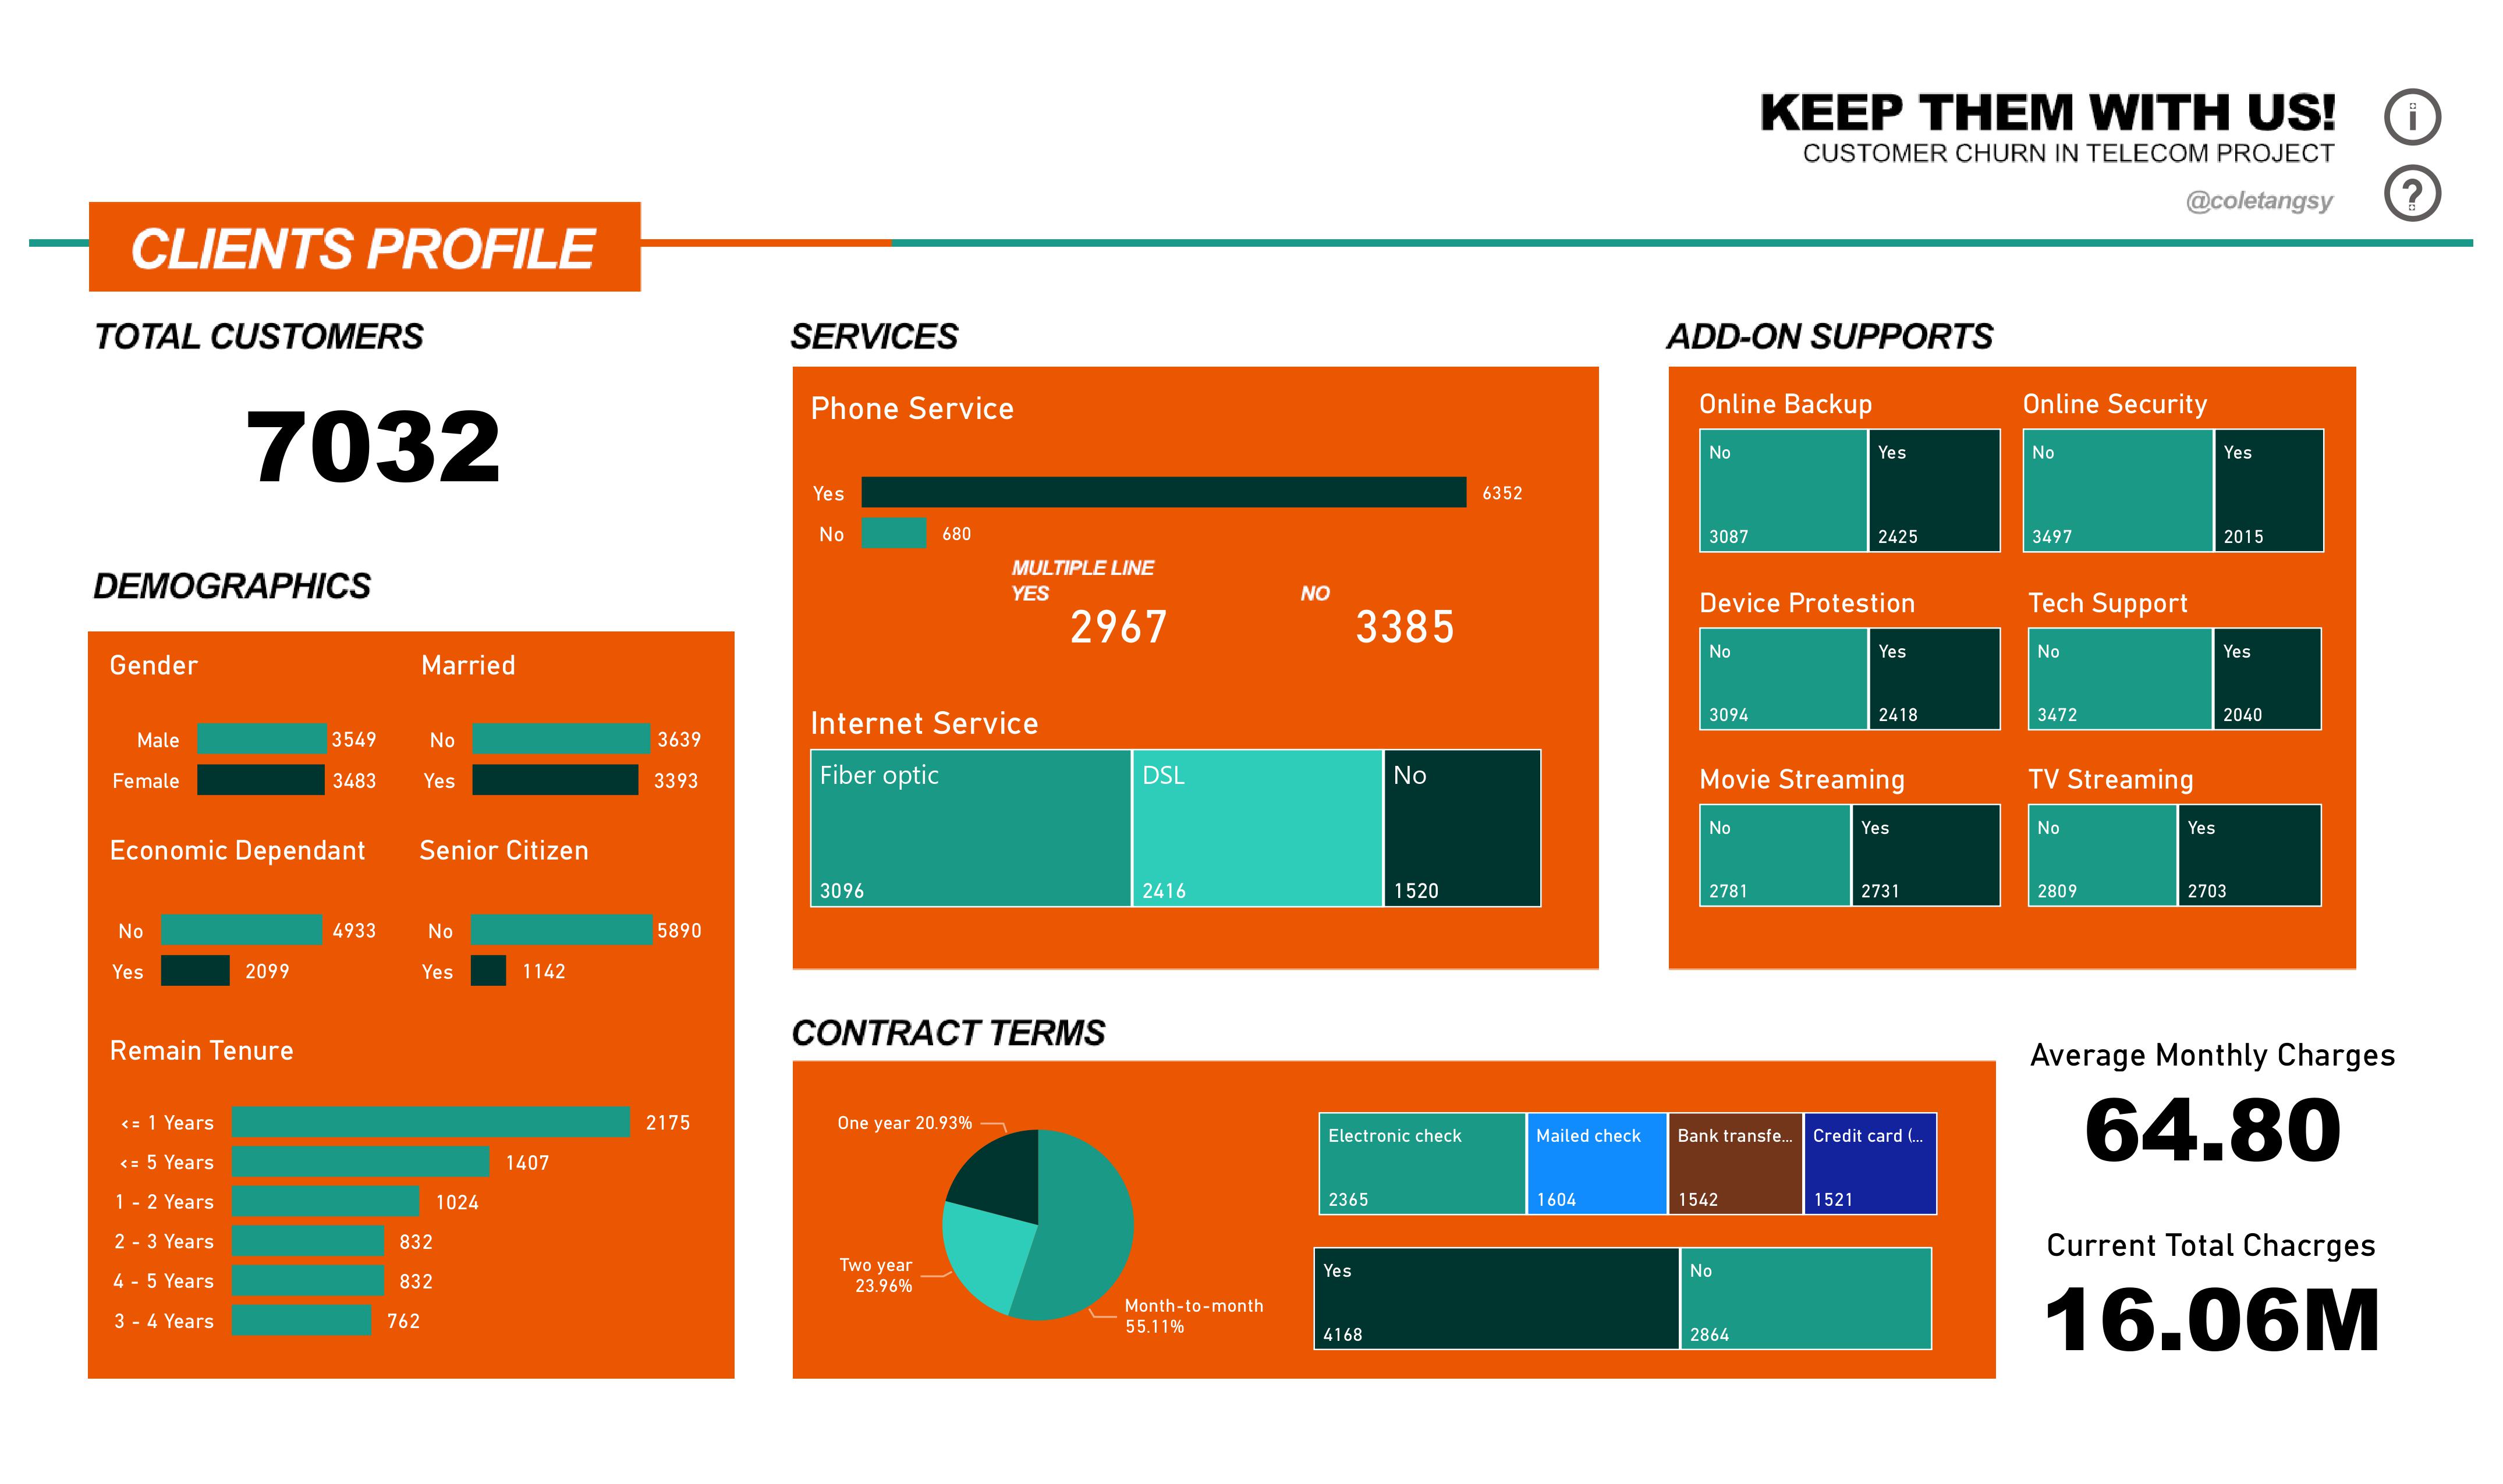 KEEP THEM WITH US!
CUSTOMER CHURN IN TELECOM PROJECT
@coletangsy
i
?
CLIENTS PROFILE
TOTAL CUSTOMERS
7032
DEMOGRAPHICS
Gender
Male 3549
Female 3483
Married
No 3639
Yes 3393
Economic Dependant
No 4933
Yes 2099
Senior Citizen
No 5890
Yes 1142
Remain Tenure
<= 1 Years 2175
<= 5 Years 1407
1 - 2 Years 1024
2 - 3 Years 832
4 - 5 Years 832
3 - 4 Years 762
SERVICES
Phone Service
Yes 6352
No 680
MULTIPLE LINE
YES NO
2967 3385
Internet Service
Fiber optic DSL No
3096 2416 1520
ADD-ON SUPPORTS
Online Backup
No Yes
3087 2425
Online Security
No Yes
3497 2015
Device Protestion
No Yes
3094 2418
Tech Support
No Yes
3472 2040
Movie Streaming
No Yes
2781 2731
TV Streaming
No Yes
2809 2703
CONTRACT TERMS
One year 20.93%
Two year
23.96%
Month-to-month
55.11%
Electronic check Mailed check Bank transfe... Credit card (...
2365 1604 1542 1521
Yes No
4168 2864
Average Monthly Charges
64.80
Current Total Chacrges
16.06M